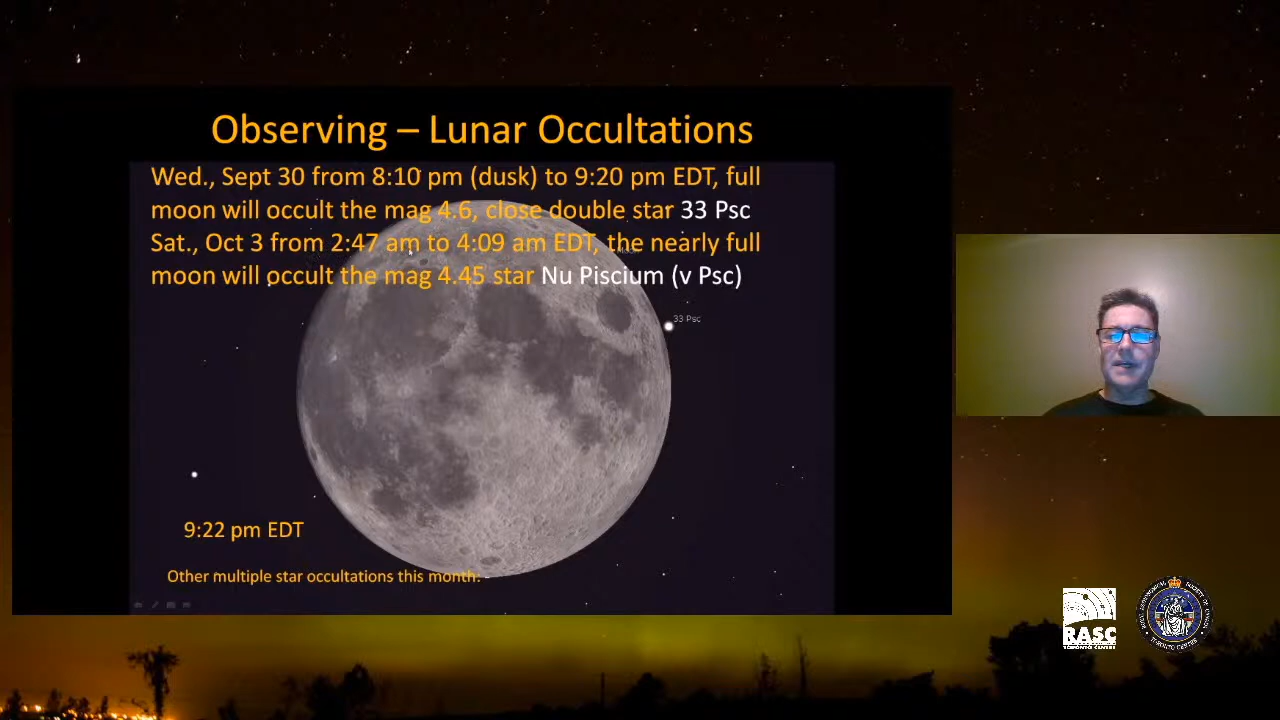 Observing – Lunar Occultations
Wed., Sept 30 from 8:10 pm (dusk) to 9:20 pm EDT, full
moon will occult the mag 4.6, close double star 33 Psc
Sat., Oct 3 from 2:47 am to 4:09 am EDT, the nearly full
moon will occult the mag 4.45 star Nu Piscium (v Psc)
33 Psc
9:22 pm EDT
Other multiple star occultations this month:
RASC
TORONTO CENTRE